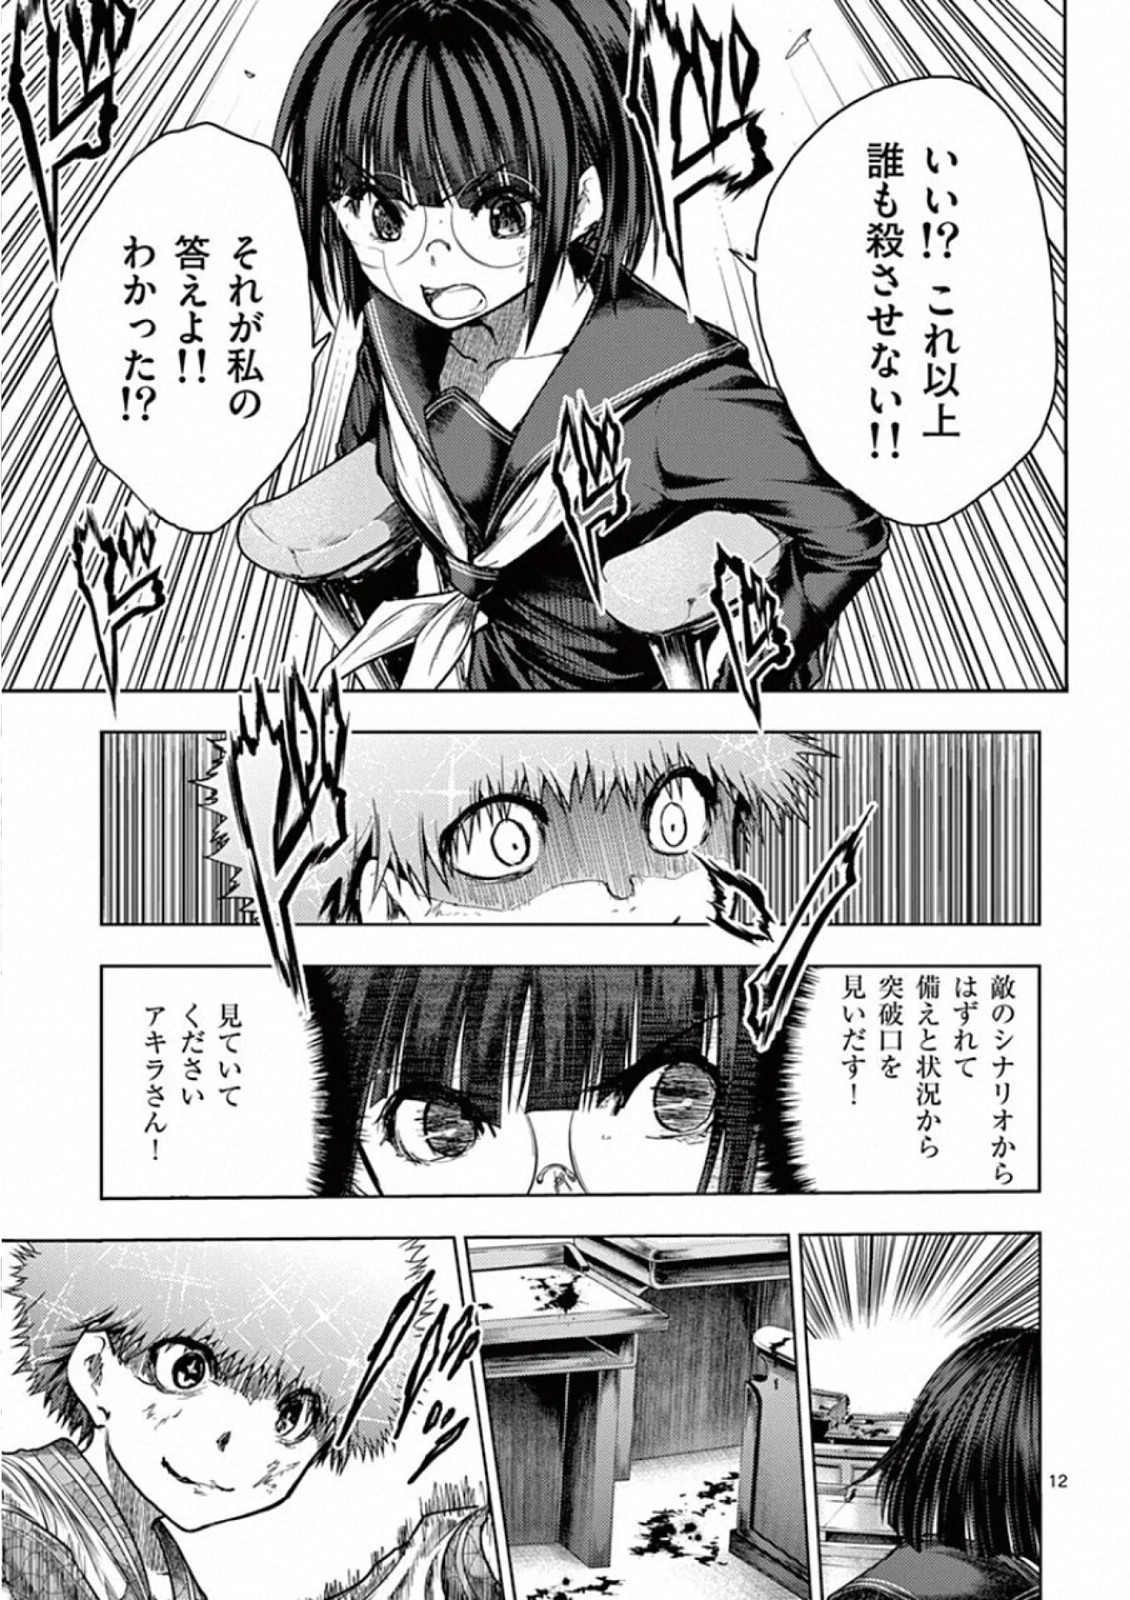 いい!?これ以上
誰も殺させない!!
それが私の
答えよ!!
わかった!?
敵のシナリオから
はずれて
備えと状況から
突破口を
見いだす！
見ていて
ください
アキラさん！
12